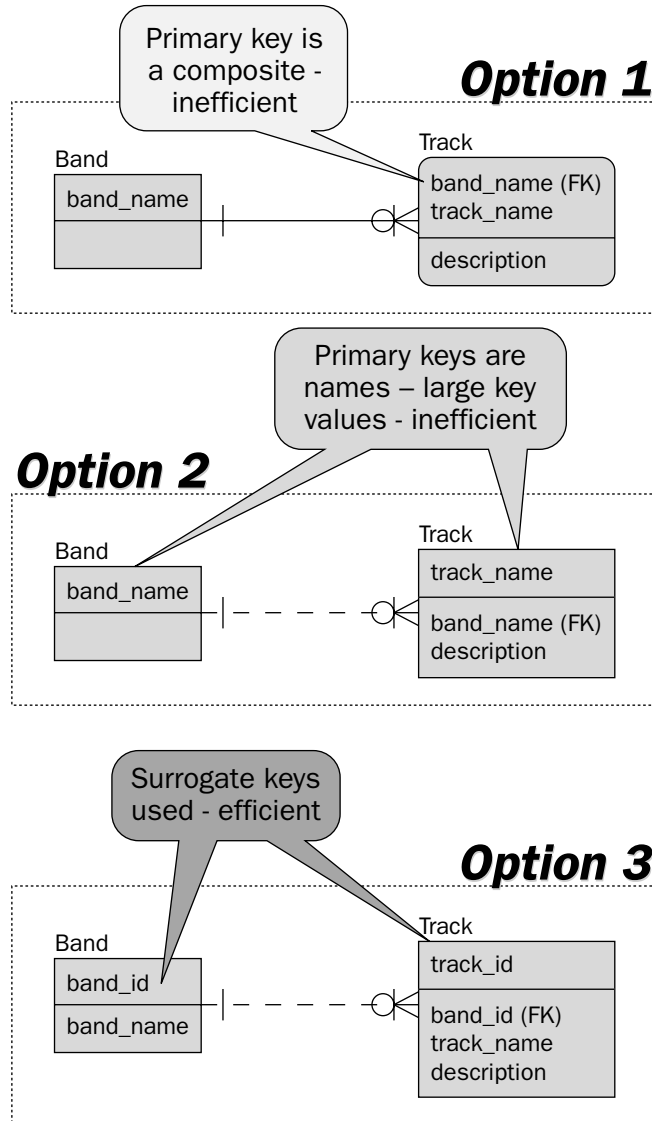 Primary key is
a composite -
inefficient
Option 1
Band
band_name
Track
band_name (FK)
track_name
description
Primary keys are
names – large key
values - inefficient
Option 2
Band
band_name
Track
track_name
band_name (FK)
description
Surrogate keys
used - efficient
Option 3
Band
band_id
band_name
Track
track_id
band_id (FK)
track_name
description